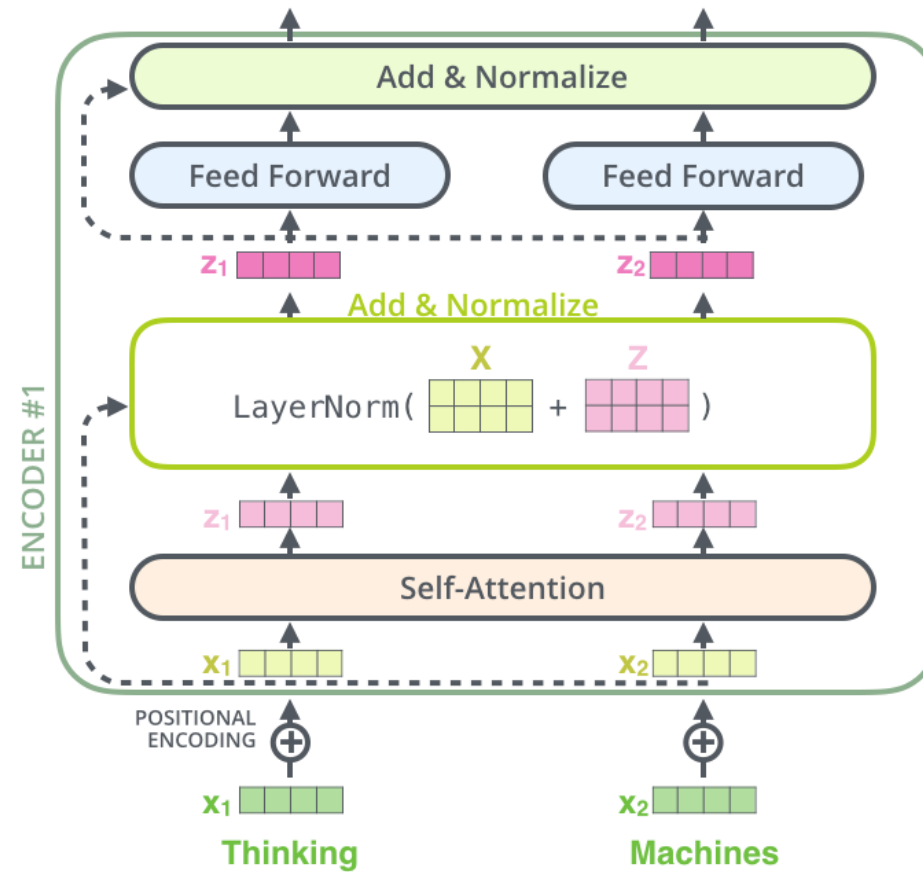 Add & Normalize
Feed Forward
Feed Forward
z1
z2
Add & Normalize
X
Z
LayerNorm( + )
ENCODER #1
z1
z2
Self-Attention
x1
x2
POSITIONAL
ENCODING
x1
x2
Thinking
Machines